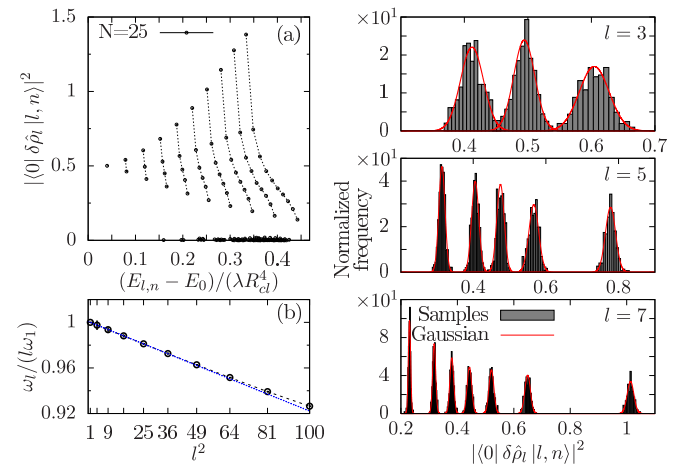 N=25
(a)
1.5
1
0.5
0
|⟨0| δρ̂_l |l, n⟩|²
0 0.1 0.2 0.3 0.4
(E_{l,n} − E_0)/(λR_{cl}^4)
(b)
1
0.96
0.92
ω_l/(lω_1)
1 9 25 36 49 64 81 100
l²
×10¹
l = 3
2
1
0
0.4 0.5 0.6 0.7
×10¹
l = 5
4
2
0
0.4 0.6 0.8
Normalized
frequency
×10¹
Samples
Gaussian
l = 7
8
4
0
0.2 0.4 0.6 0.8 1
|⟨0| δρ̂_l |l, n⟩|²